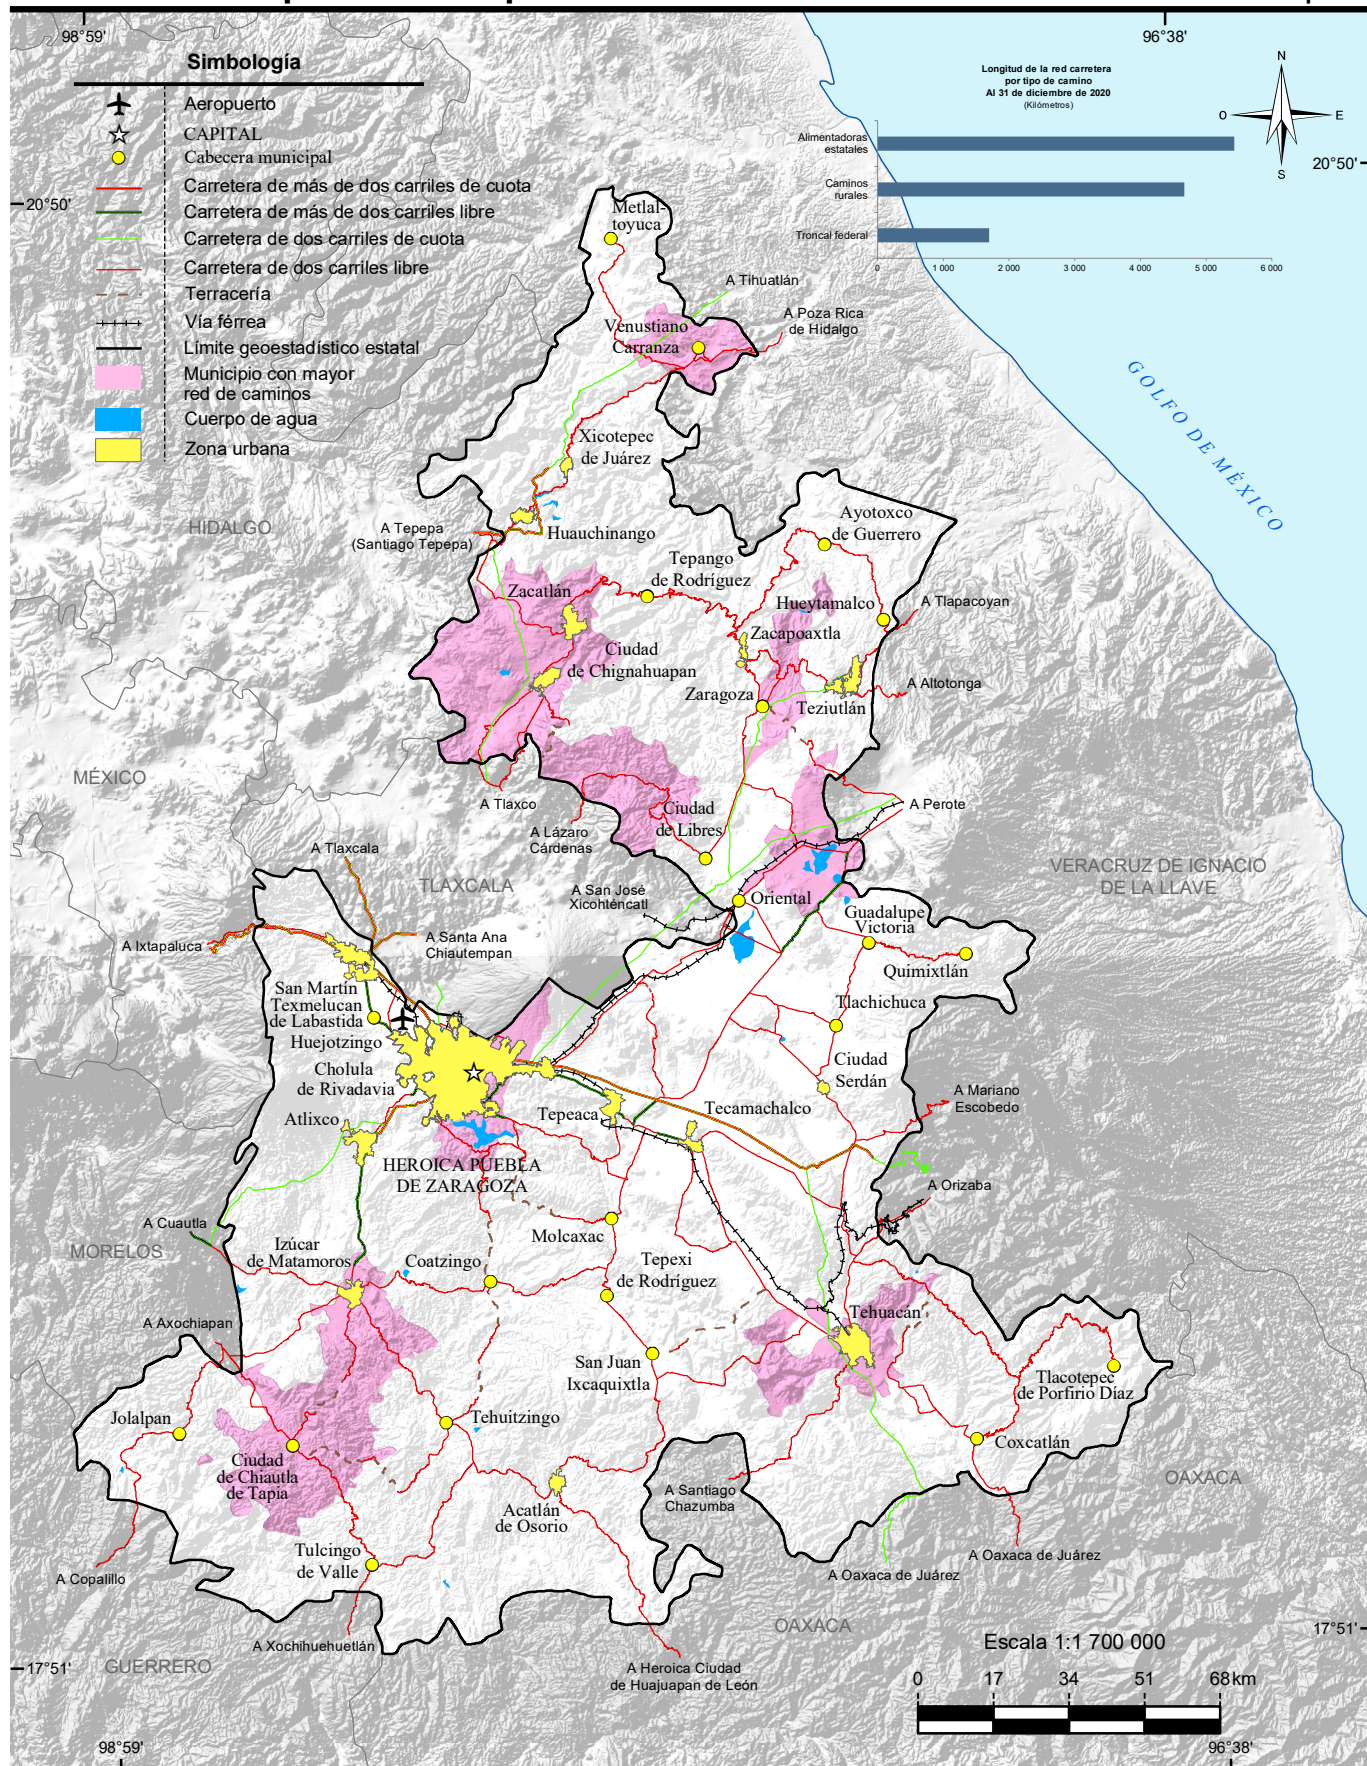 98°59'
96°38'
Simbología
Aeropuerto
CAPITAL
Cabecera municipal
Carretera de más de dos carriles de cuota
Carretera de más de dos carriles libre
Carretera de dos carriles de cuota
Carretera de dos carriles libre
Terracería
Vía férrea
Límite geoestadístico estatal
Municipio con mayor
red de caminos
Cuerpo de agua
Zona urbana
Longitud de la red carretera
por tipo de camino
Al 31 de diciembre de 2020
(Kilómetros)
Alimentadoras
estatales
Caminos
rurales
Troncal federal
0 1 000 2 000 3 000 4 000 5 000 6 000
N
O
E
S
20°50'
20°50'
Metlal-
toyuca
A Tihuatlán
Venustiano
Carranza
A Poza Rica
de Hidalgo
GOLFO DE MÉXICO
Xicotepec
de Juárez
HIDALGO
A Tepepa
(Santiago Tepepa)
Huauchinango
Ayotoxco
de Guerrero
Tepango
de Rodríguez
Zacatlán
Hueytamalco
A Tlapacoyan
Zacapoaxtla
Ciudad
de Chignahuapan
A Altotonga
Zaragoza
Teziutlán
MÉXICO
A Tlaxco
A Lázaro
Cárdenas
Ciudad
de Libres
A Perote
A Tlaxcala
TLAXCALA
VERACRUZ DE IGNACIO
DE LA LLAVE
A San José
Xicohténcatl
Oriental
Guadalupe
Victoria
A Ixtapaluca
A Santa Ana
Chiautempan
Quimixtlán
San Martín
Texmelucan
de Labastida
Tlachichuca
Huejotzingo
Cholula
de Rivadavia
Ciudad
Serdán
A Mariano
Escobedo
Tepeaca
Tecamachalco
Atlixco
HEROICA PUEBLA
DE ZARAGOZA
A Orizaba
A Cuautla
MORELOS
Molcaxac
Izúcar
de Matamoros
Coatzingo
Tepexi
de Rodríguez
A Axochiapan
Tehuacán
San Juan
Ixcaquixtla
Tlacotepec
de Porfirio Díaz
Jolalpan
Tehuitzingo
Coxcatlán
Ciudad
de Chiautla
de Tapia
OAXACA
A Santiago
Chazumba
Acatlán
de Osorio
Tulcingo
de Valle
A Oaxaca de Juárez
A Copalillo
A Oaxaca de Juárez
OAXACA
A Xochihuehuetlán
GUERRERO
A Heroica Ciudad
de Huajuapan de León
17°51'
17°51'
Escala 1:1 700 000
0 17 34 51 68 km
98°59'
96°38'